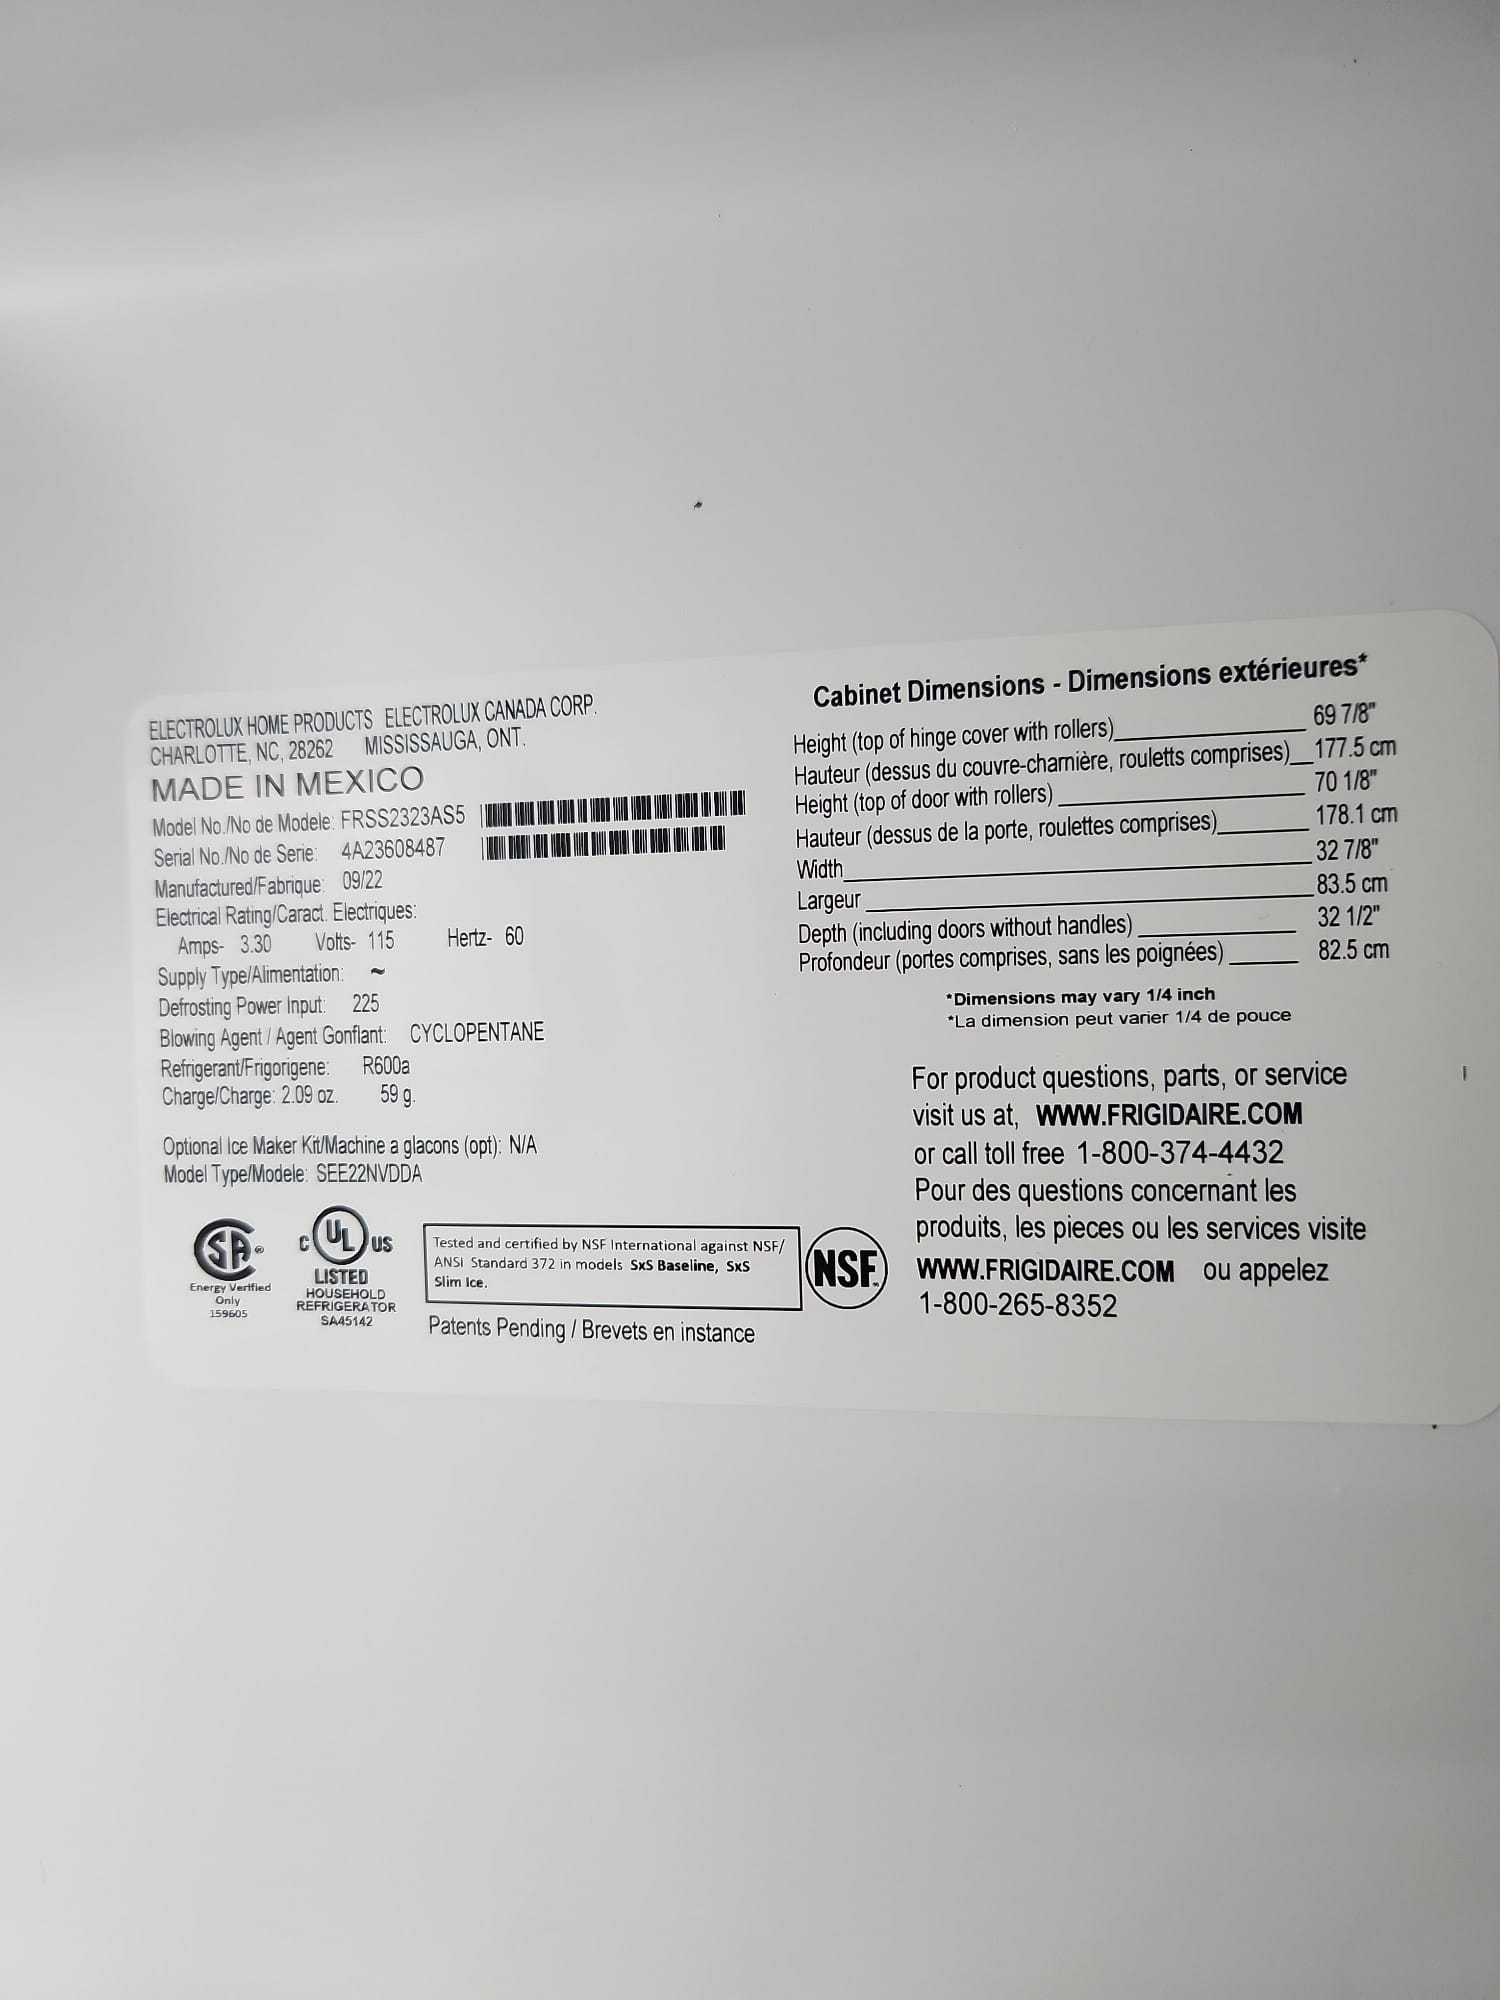 ELECTROLUX HOME PRODUCTS ELECTROLUX CANADA CORP.
CHARLOTTE, NC, 28262 MISSISSAUGA, ONT.
MADE IN MEXICO
Model No./No de Modele: FRSS2323AS5
Serial No./No de Serie: 4A23608487
Manufactured/Fabrique: 09/22
Electrical Rating/Caract. Electriques:
Amps- 3.30 Volts- 115 Hertz- 60
Supply Type/Alimentation: ~
Defrosting Power Input: 225
Blowing Agent / Agent Gonflant: CYCLOPENTANE
Refrigerant/Frigorigene: R600a
Charge/Charge: 2.09 oz. 59 g.
Optional Ice Maker Kit/Machine a glacons (opt): N/A
Model Type/Modele: SEE22NVDDA
SA ®
Energy Verified
Only
159605
C UL US
LISTED
HOUSEHOLD
REFRIGERATOR
SA45142
Tested and certified by NSF International against NSF/
ANSI Standard 372 in models SxS Baseline, SxS
Slim Ice.
NSF
Patents Pending / Brevets en instance
Cabinet Dimensions - Dimensions extérieures*
Height (top of hinge cover with rollers) 69 7/8"
Hauteur (dessus du couvre-charnière, rouletts comprises) 177.5 cm
Height (top of door with rollers) 70 1/8"
Hauteur (dessus de la porte, roulettes comprises) 178.1 cm
Width 32 7/8"
Largeur 83.5 cm
Depth (including doors without handles) 32 1/2"
Profondeur (portes comprises, sans les poignées) 82.5 cm
*Dimensions may vary 1/4 inch
*La dimension peut varier 1/4 de pouce
For product questions, parts, or service
visit us at, WWW.FRIGIDAIRE.COM
or call toll free 1-800-374-4432
Pour des questions concernant les
produits, les pieces ou les services visite
WWW.FRIGIDAIRE.COM ou appelez
1-800-265-8352